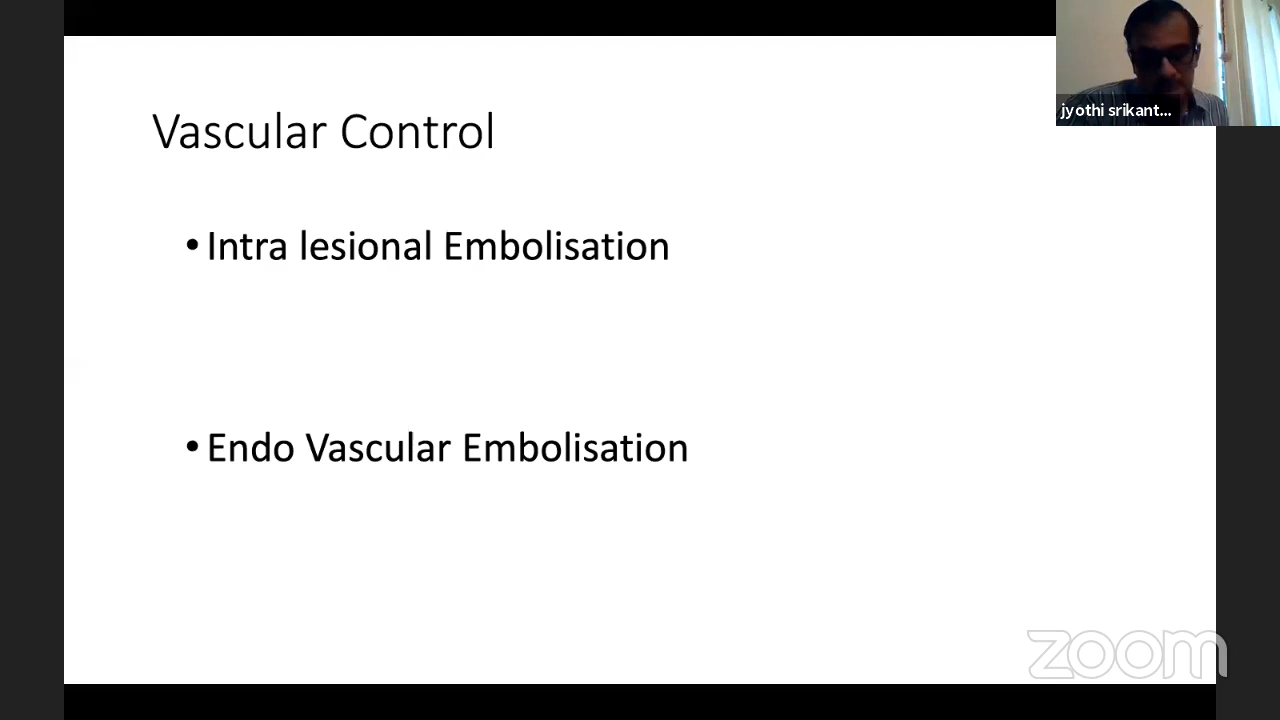 jyothi srikant...
Vascular Control
• Intra lesional Embolisation
• Endo Vascular Embolisation
zoom